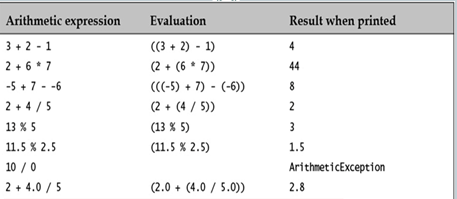 Arithmetic expression Evaluation Result when printed
3 + 2 - 1 ((3 + 2) - 1) 4
2 + 6 * 7 (2 + (6 * 7)) 44
-5 + 7 - -6 (((-5) + 7) - (-6)) 8
2 + 4 / 5 (2 + (4 / 5)) 2
13 % 5 (13 % 5) 3
11.5 % 2.5 (11.5 % 2.5) 1.5
10 / 0 ArithmeticException
2 + 4.0 / 5 (2.0 + (4.0 / 5.0)) 2.8